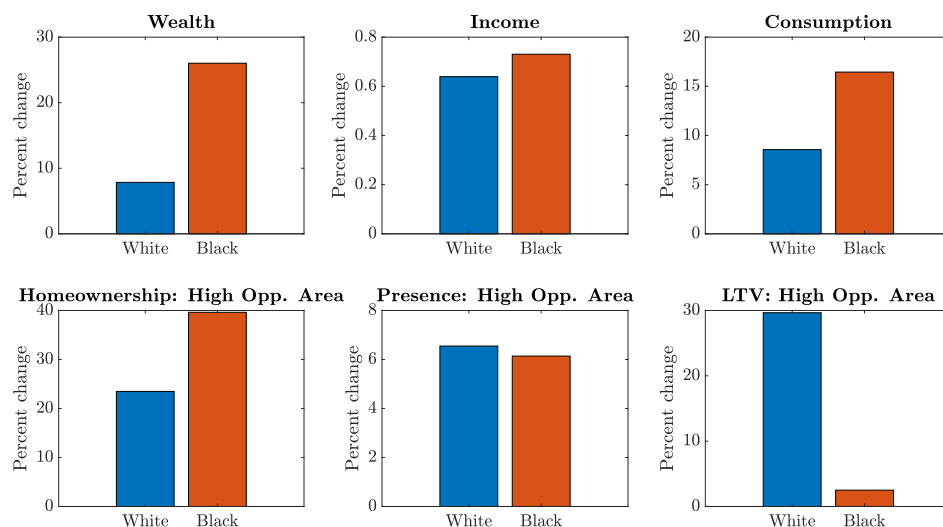 Wealth
Percent change
30
20
10
0
White Black
Income
Percent change
0.8
0.6
0.4
0.2
0
White Black
Consumption
Percent change
20
15
10
5
0
White Black
Homeownership: High Opp. Area
Percent change
40
30
20
10
0
White Black
Presence: High Opp. Area
Percent change
8
6
4
2
0
White Black
LTV: High Opp. Area
Percent change
30
20
10
0
White Black